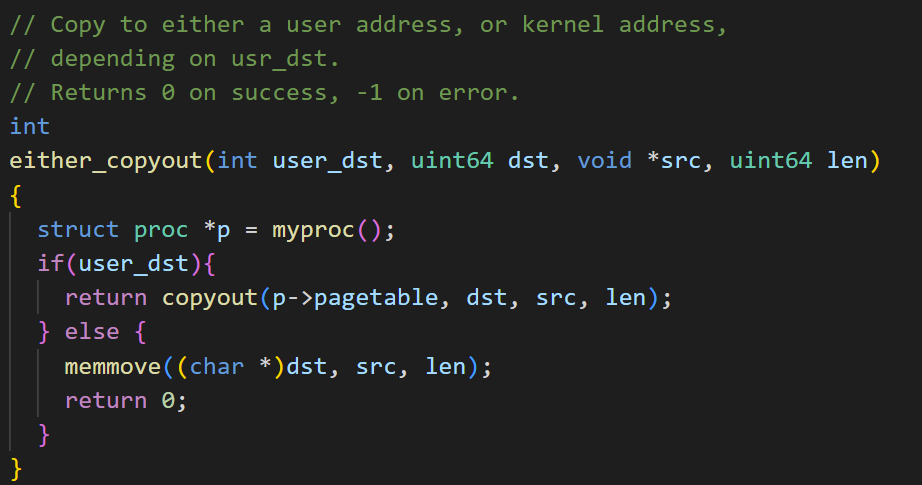 // Copy to either a user address, or kernel address,
// depending on usr_dst.
// Returns 0 on success, -1 on error.
int
either_copyout(int user_dst, uint64 dst, void *src, uint64 len)
{
  struct proc *p = myproc();
  if(user_dst){
    return copyout(p->pagetable, dst, src, len);
  } else {
    memmove((char *)dst, src, len);
    return 0;
  }
}